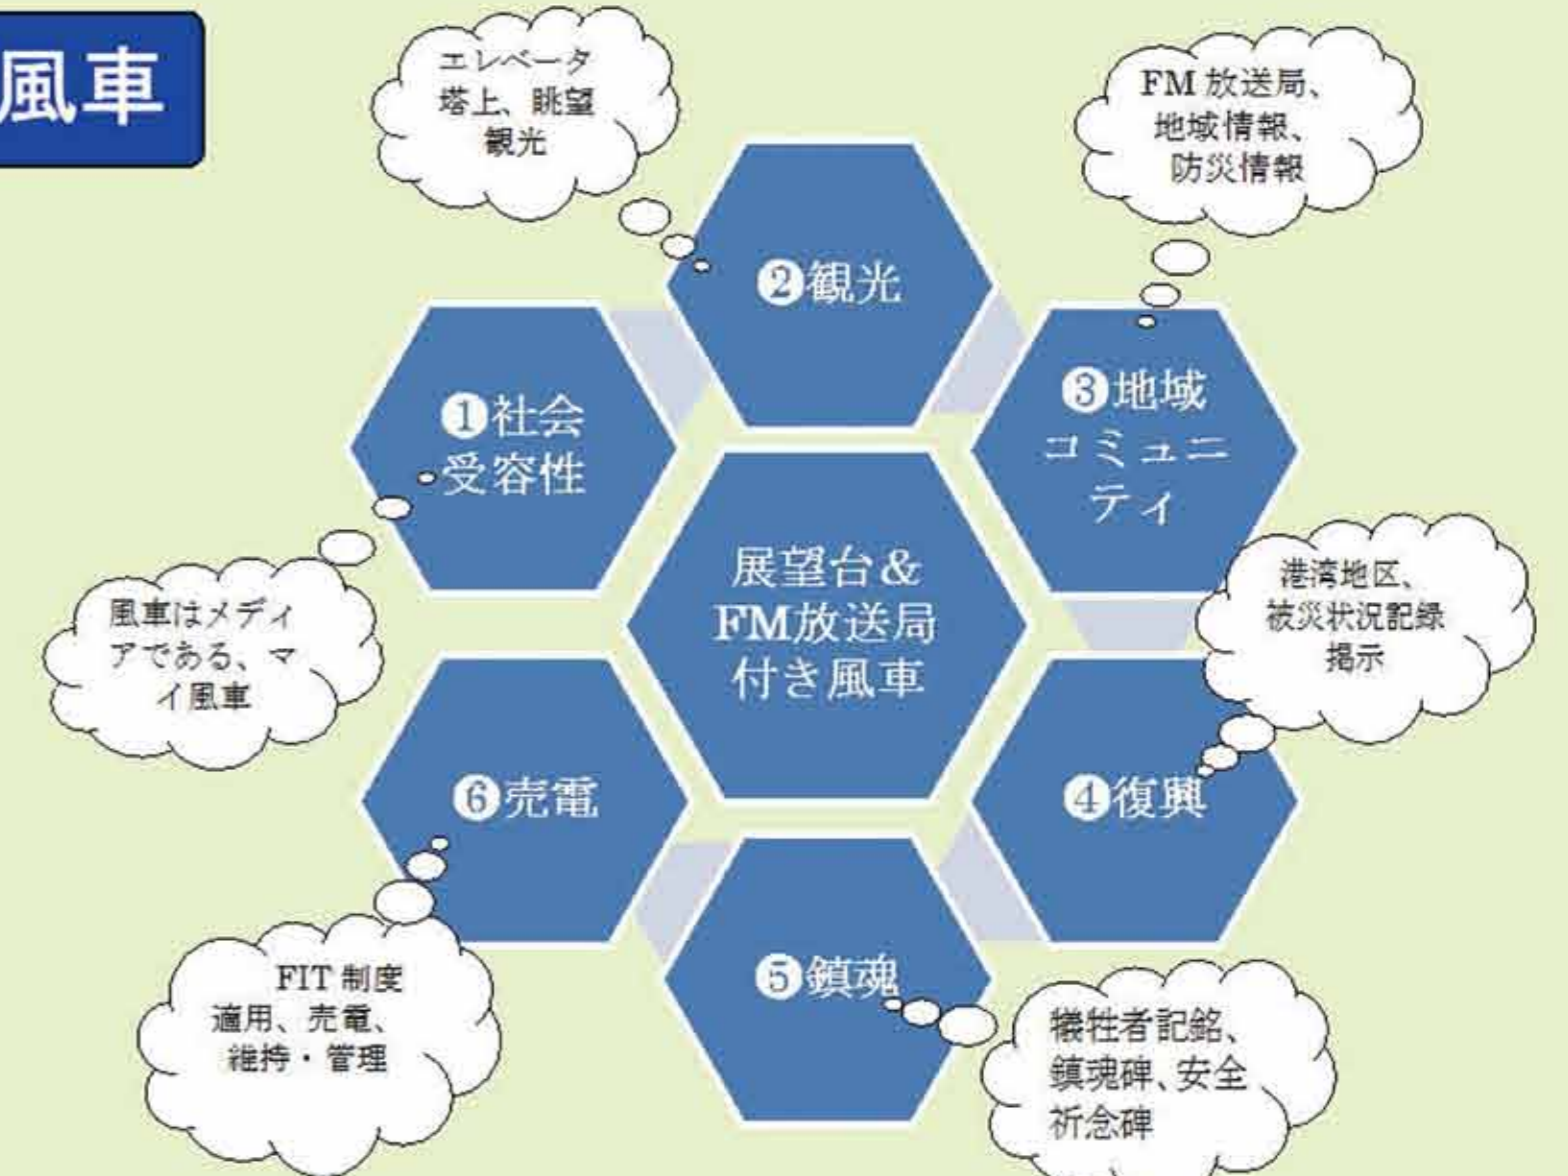 風車
エレベータ
塔上、眺望
観光
FM 放送局、
地域情報、
防災情報
❷観光
❶社会
受容性
❸地域
コミュニ
ティ
風車はメディ
アである、マ
イ風車
展望台&
FM放送局
付き風車
港湾地区、
被災状況記録
掲示
❻売電
❹復興
FIT 制度
適用、売電、
維持・管理
❺鎮魂
犠牲者記銘、
鎮魂碑、安全
祈念碑